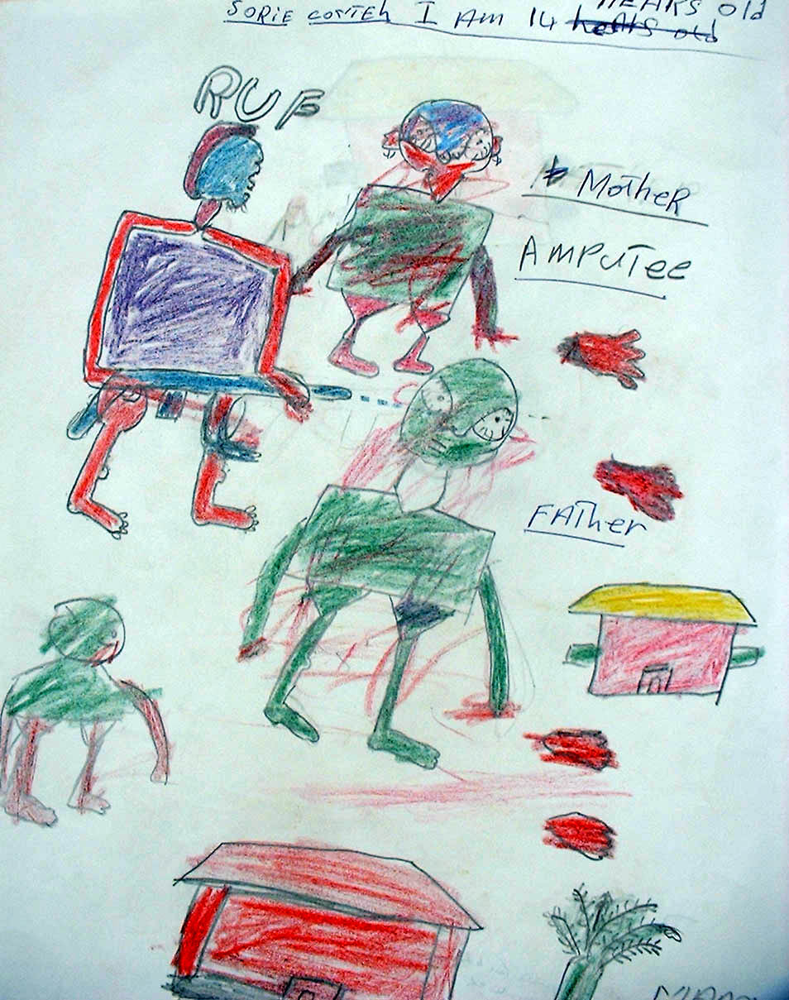 SORIE CONTEH I AM 14 YEARS old
RUF
MoTheR
AMPUTee
FATher